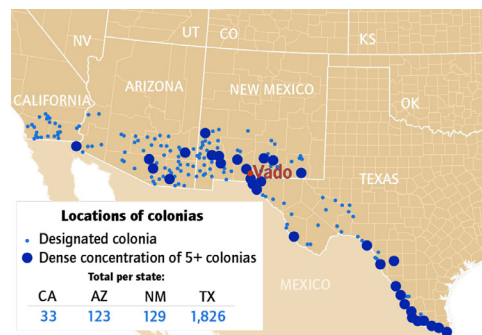 NV
UT
CO
KS
CALIFORNIA
ARIZONA
NEW MEXICO
OK
Vado
TEXAS
MEXICO
Locations of colonias
Designated colonia
Dense concentration of 5+ colonias
Total per state:
CA AZ NM TX
33 123 129 1,826